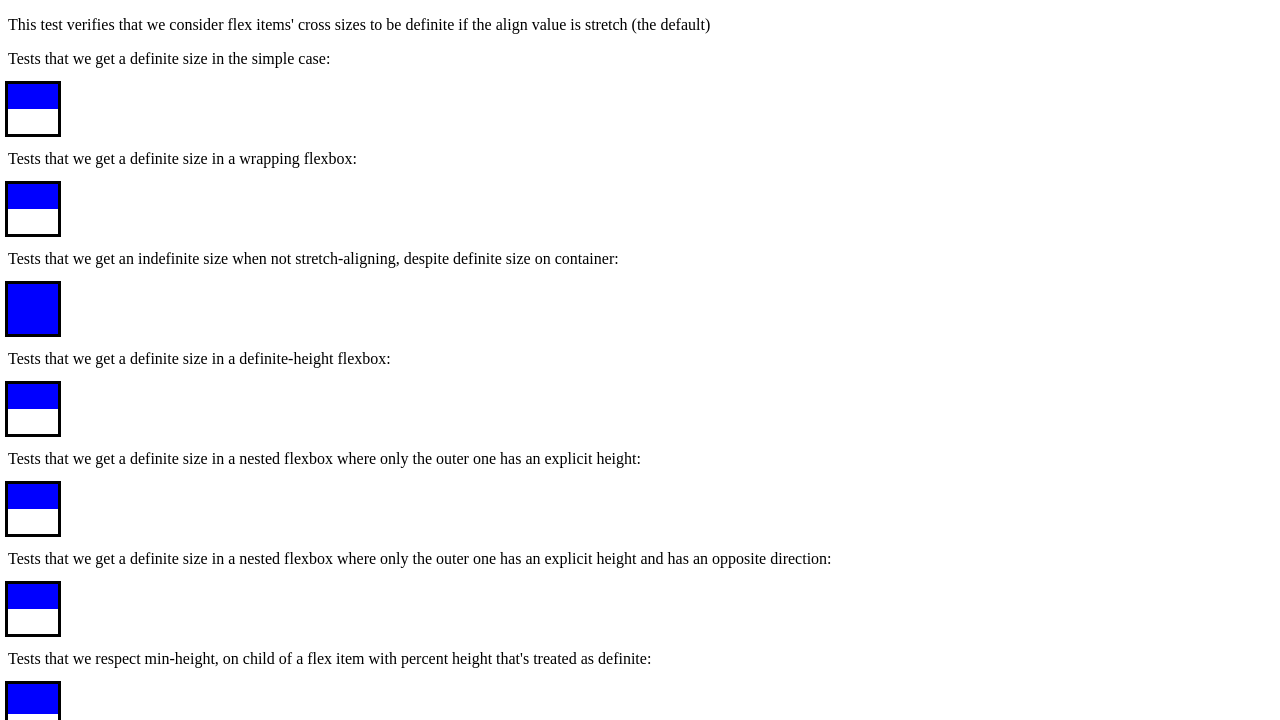 This test verifies that we consider flex items' cross sizes to be definite if the align value is stretch (the default)
Tests that we get a definite size in the simple case:
Tests that we get a definite size in a wrapping flexbox:
Tests that we get an indefinite size when not stretch-aligning, despite definite size on container:
Tests that we get a definite size in a definite-height flexbox:
Tests that we get a definite size in a nested flexbox where only the outer one has an explicit height:
Tests that we get a definite size in a nested flexbox where only the outer one has an explicit height and has an opposite direction:
Tests that we respect min-height, on child of a flex item with percent height that's treated as definite: